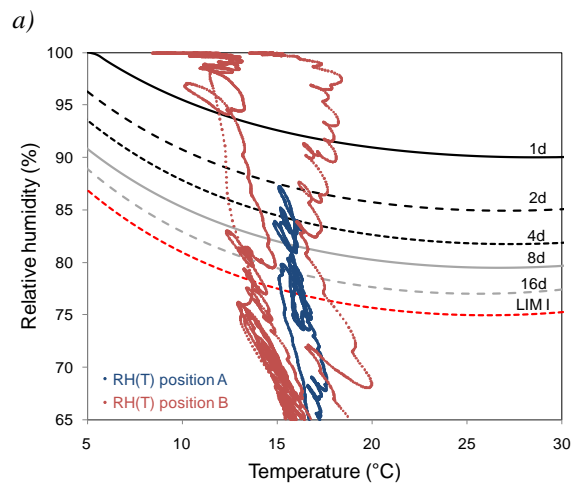 a)
100
95
90
85
80
75
70
65
Relative humidity (%)
1d
2d
4d
8d
16d
LIM I
• RH(T) position A
• RH(T) position B
5 10 15 20 25 30
Temperature (°C)